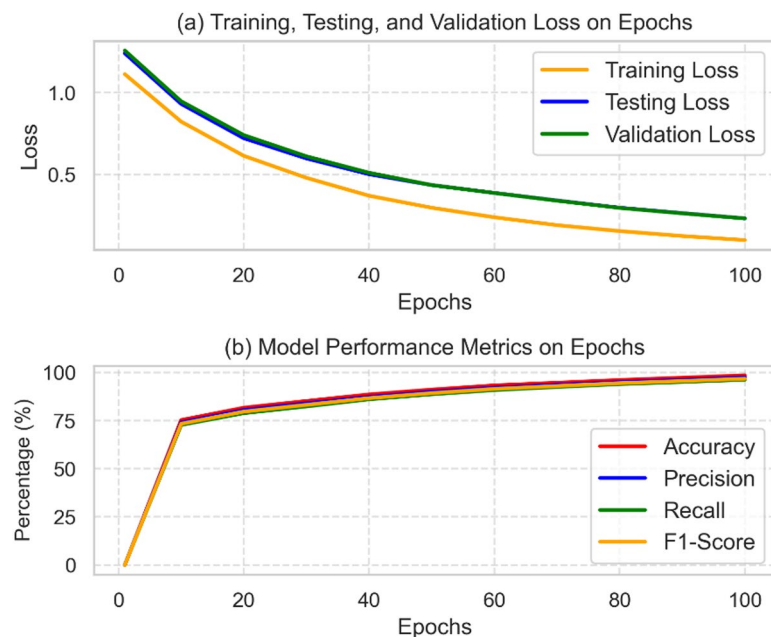 (a) Training, Testing, and Validation Loss on Epochs
Loss
1.0
0.5
Training Loss
Testing Loss
Validation Loss
0 20 40 60 80 100
Epochs
(b) Model Performance Metrics on Epochs
Percentage (%)
100
75
50
25
0
Accuracy
Precision
Recall
F1-Score
0 20 40 60 80 100
Epochs